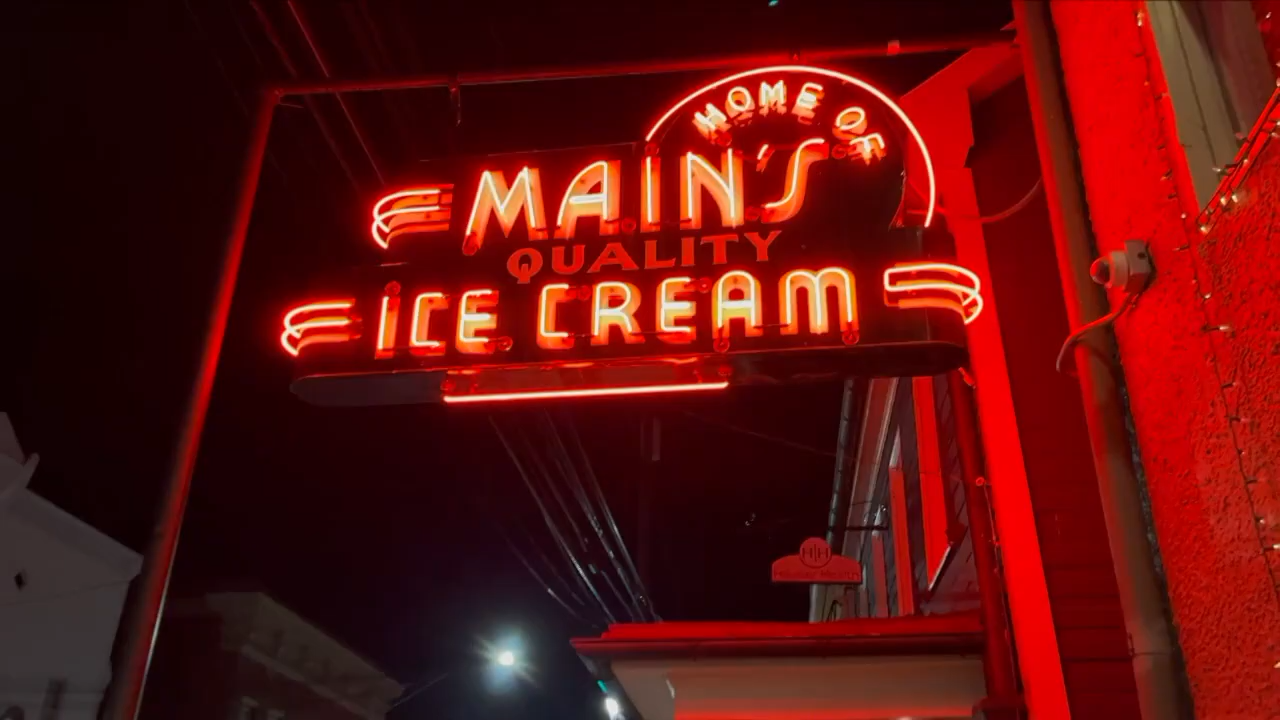 HOME OF
MAIN'S
QUALITY
ICE CREAM
H H